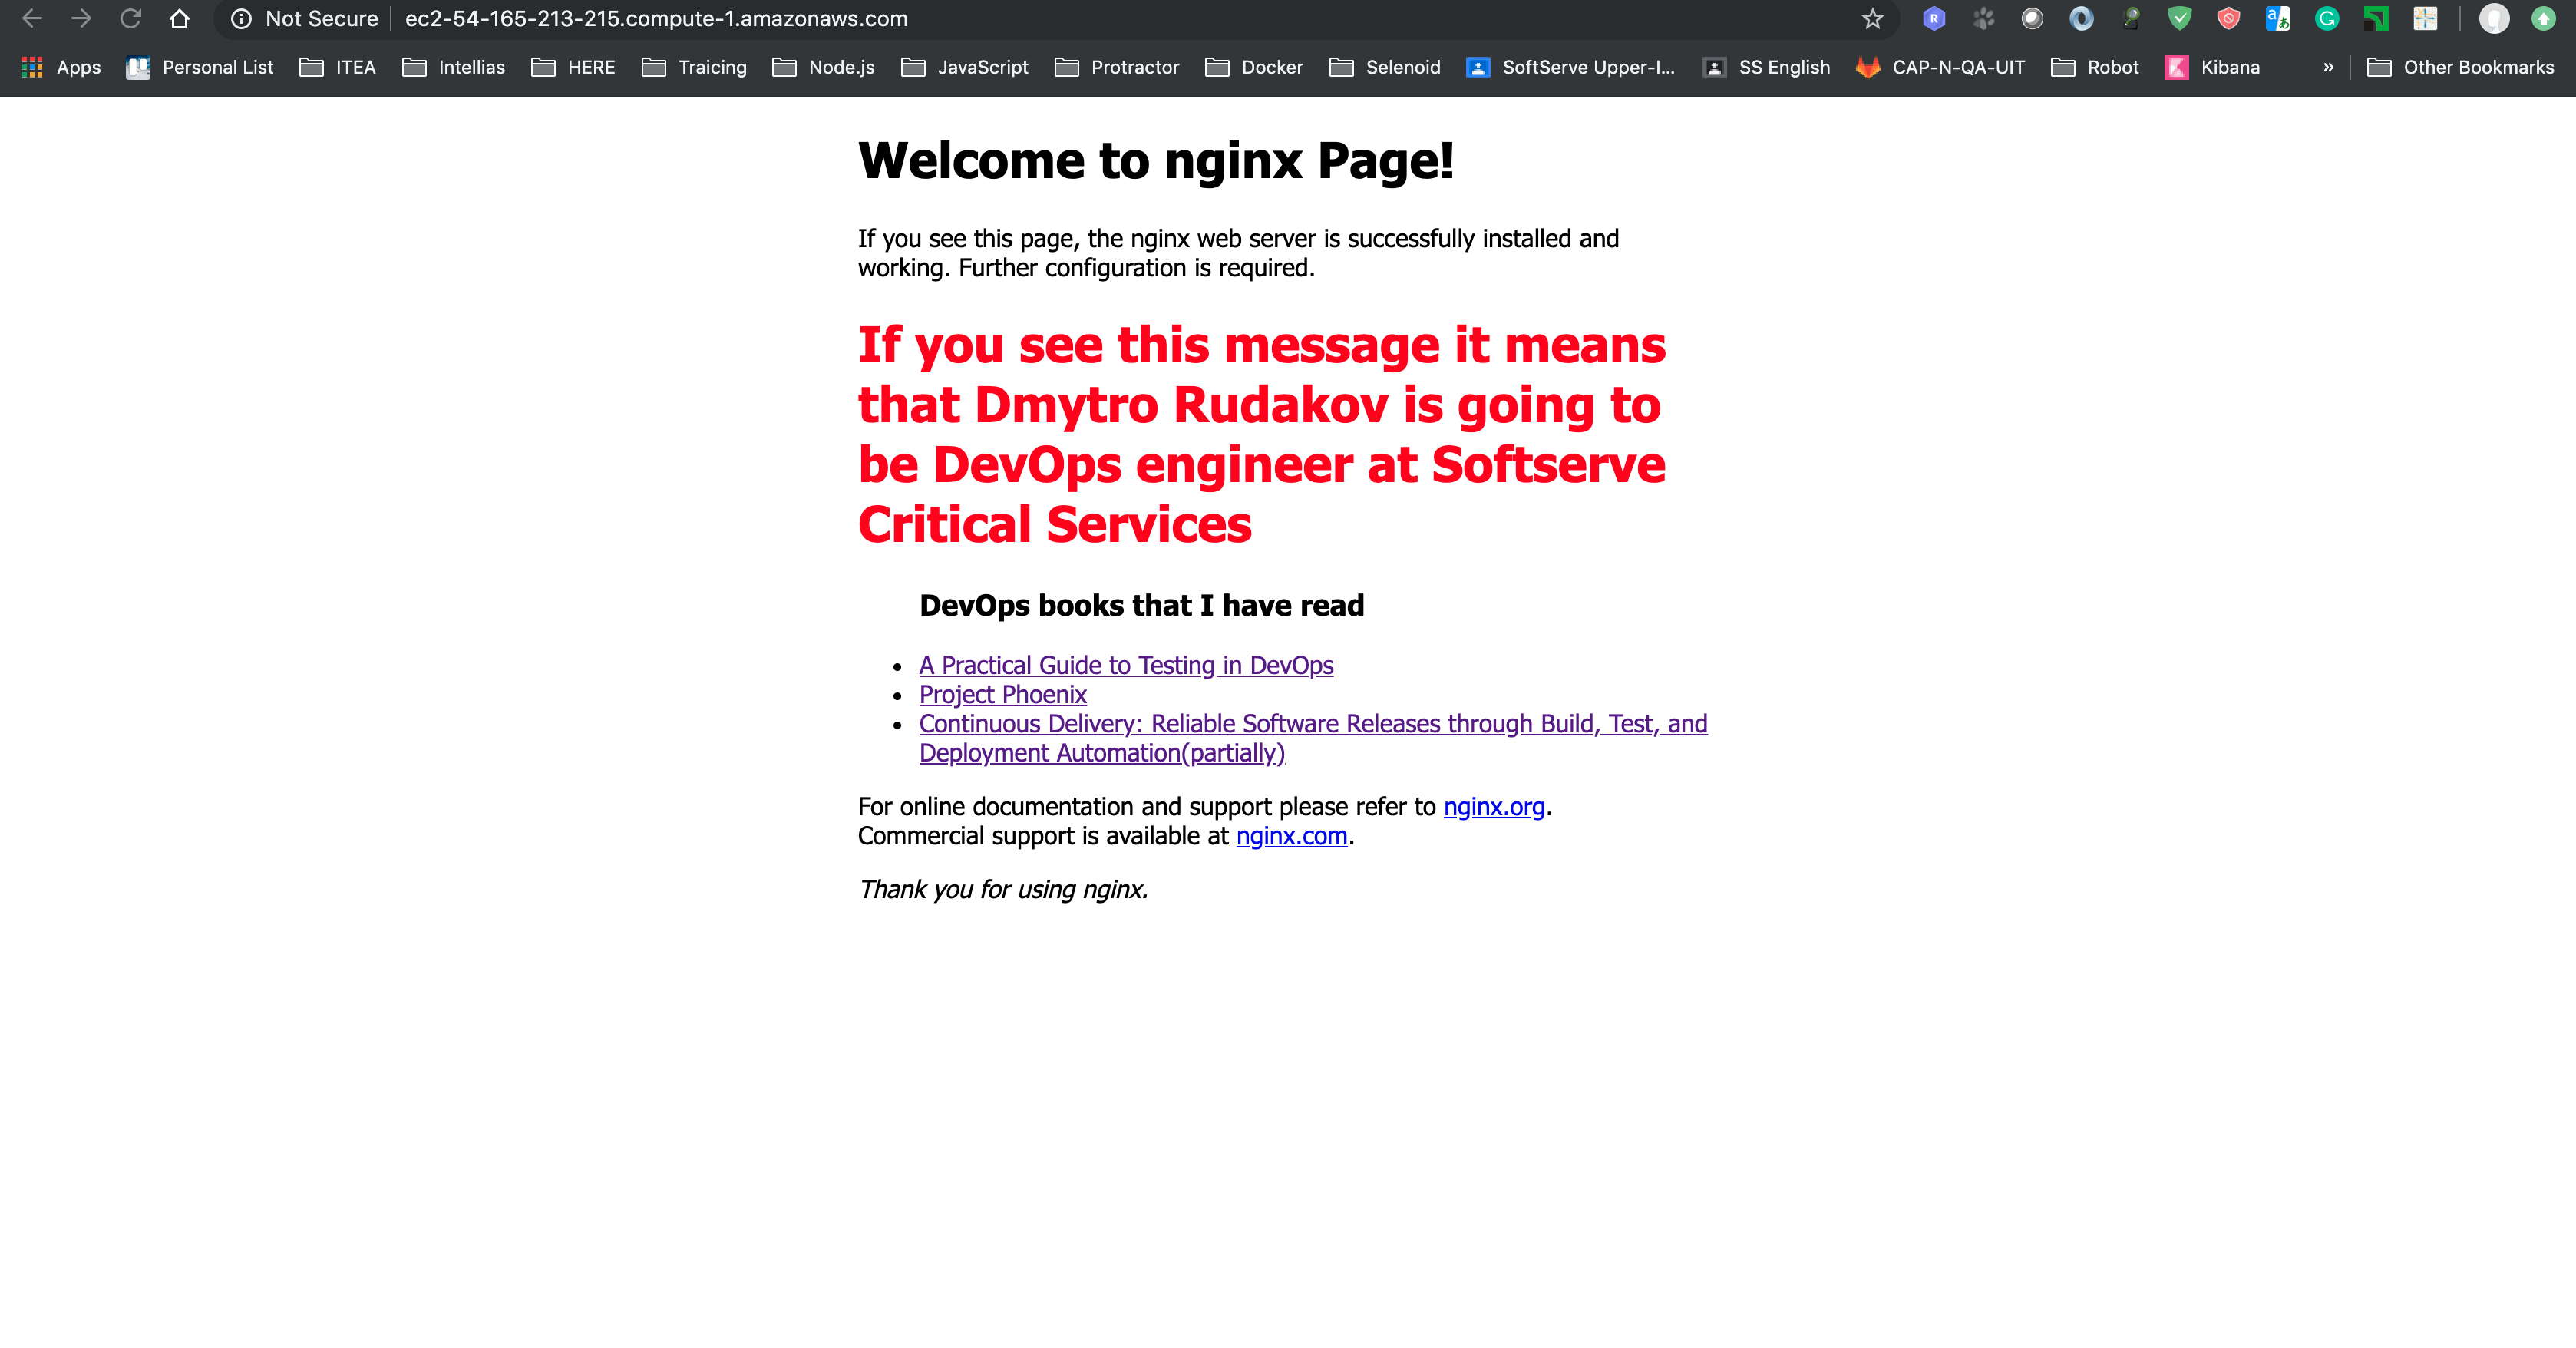 Not Secure ec2-54-165-213-215.compute-1.amazonaws.com
Apps Personal List ITEA Intellias HERE Traicing Node.js JavaScript Protractor Docker Selenoid SoftServe Upper-I... SS English CAP-N-QA-UIT Robot Kibana » Other Bookmarks
Welcome to nginx Page!
If you see this page, the nginx web server is successfully installed and
working. Further configuration is required.
If you see this message it means
that Dmytro Rudakov is going to
be DevOps engineer at Softserve
Critical Services
DevOps books that I have read
• A Practical Guide to Testing in DevOps
• Project Phoenix
• Continuous Delivery: Reliable Software Releases through Build, Test, and
Deployment Automation(partially)
For online documentation and support please refer to nginx.org.
Commercial support is available at nginx.com.
Thank you for using nginx.